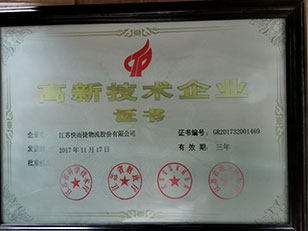 高新技术企业
证书
企业名称:江苏快而捷物流股份有限公司 证书编号:GR201732001469
发证时间:2017年11月17日 有效期:三年
批准机关: